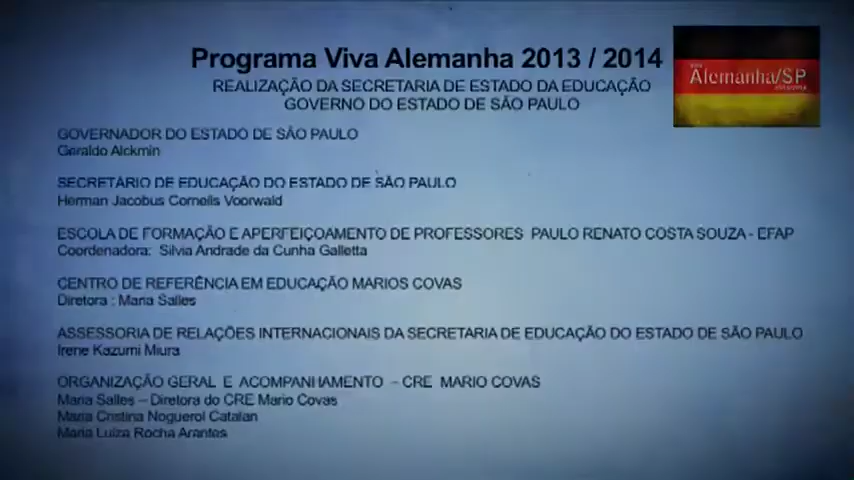 Programa Viva Alemanha 2013 / 2014
REALIZAÇÃO DA SECRETARIA DE ESTADO DA EDUCAÇÃO
GOVERNO DO ESTADO DE SÃO PAULO
Alemanha/SP
GOVERNADOR DO ESTADO DE SÃO PAULO
Geraldo Alckmin
SECRETÁRIO DE EDUCAÇÃO DO ESTADO DE SÃO PAULO
Herman Jacobus Cornelis Voorwald
ESCOLA DE FORMAÇÃO E APERFEIÇOAMENTO DE PROFESSORES PAULO RENATO COSTA SOUZA - EFAP
Coordenadora: Silvia Andrade da Cunha Galletta
CENTRO DE REFERÊNCIA EM EDUCAÇÃO MARIOS COVAS
Diretora : Maria Salles
ASSESSORIA DE RELAÇÕES INTERNACIONAIS DA SECRETARIA DE EDUCAÇÃO DO ESTADO DE SÃO PAULO
Irene Kazumi Miura
ORGANIZAÇÃO GERAL E ACOMPANHAMENTO – CRE MARIO COVAS
Maria Salles – Diretora do CRE Mario Covas
Maria Cristina Noguerol Catalan
Maria Luiza Rocha Arantes